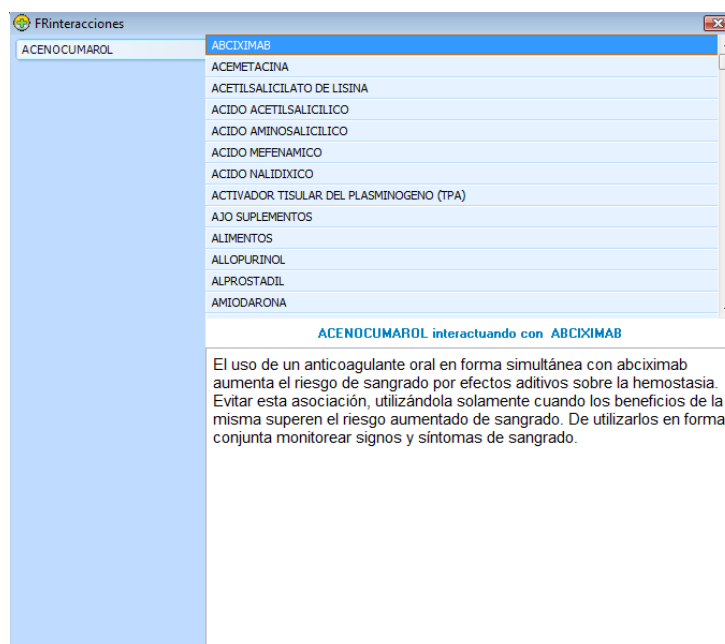 FRinteracciones
ACENOCUMAROL
ABCIXIMAB
ACEMETACINA
ACETILSALICILATO DE LISINA
ACIDO ACETILSALICILICO
ACIDO AMINOSALICILICO
ACIDO MEFENAMICO
ACIDO NALIDIXICO
ACTIVADOR TISULAR DEL PLASMINOGENO (TPA)
AJO SUPLEMENTOS
ALIMENTOS
ALLOPURINOL
ALPROSTADIL
AMIODARONA
ACENOCUMAROL interactuando con ABCIXIMAB
El uso de un anticoagulante oral en forma simultánea con abciximab
aumenta el riesgo de sangrado por efectos aditivos sobre la hemostasia.
Evitar esta asociación, utilizándola solamente cuando los beneficios de la
misma superen el riesgo aumentado de sangrado. De utilizarlos en forma
conjunta monitorear signos y síntomas de sangrado.